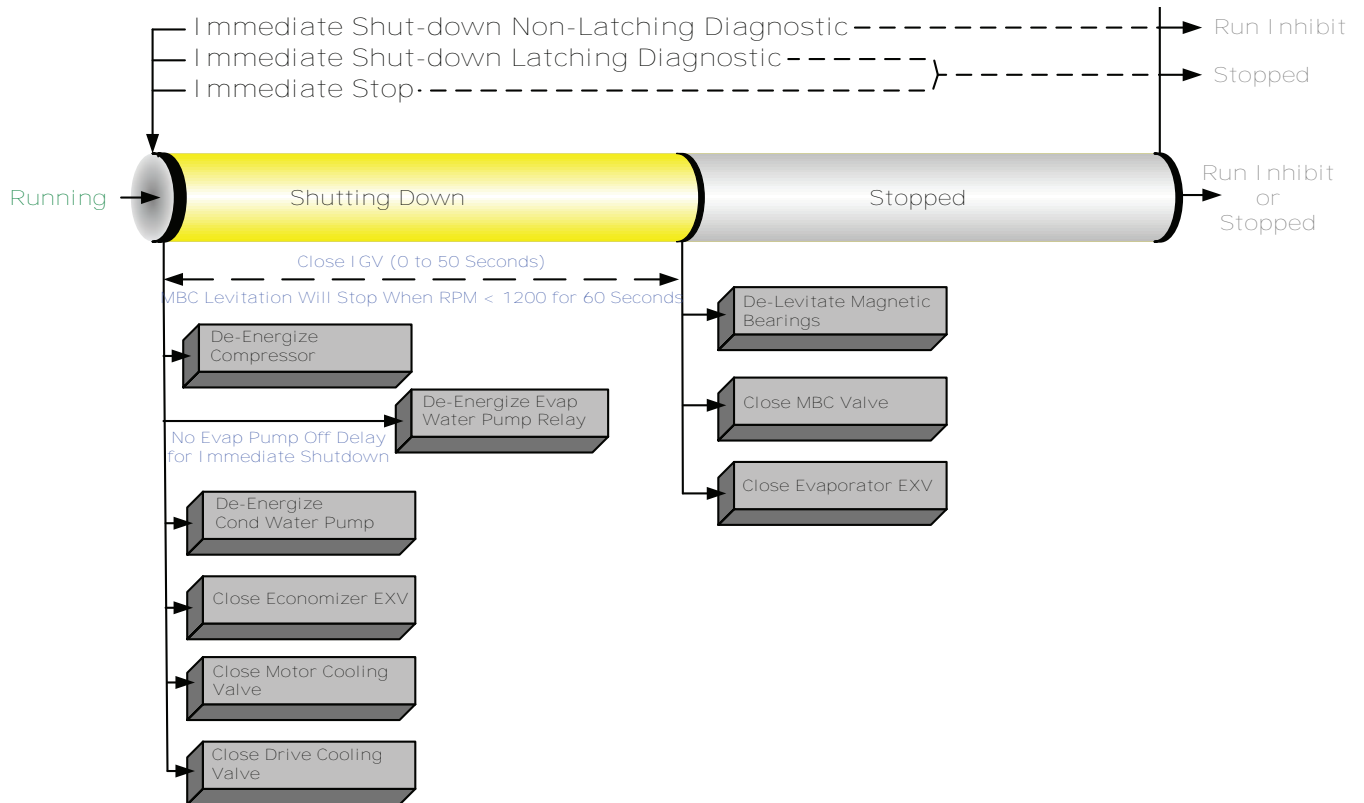 Immediate Shut-down Non-Latching Diagnostic
Run Inhibit
Immediate Shut-down Latching Diagnostic
Stopped
Immediate Stop
Running
Shutting Down
Stopped
Run Inhibit
or
Stopped
Close IGV (0 to 50 Seconds)
MBC Levitation Will Stop When RPM < 1200 for 60 Seconds
De-Energize
Compressor
De-Energize Evap
Water Pump Relay
No Evap Pump Off Delay
for Immediate Shutdown
De-Energize
Cond Water Pump
Close Economizer EXV
Close Motor Cooling
Valve
Close Drive Cooling
Valve
De-Levitate Magnetic
Bearings
Close MBC Valve
Close Evaporator EXV